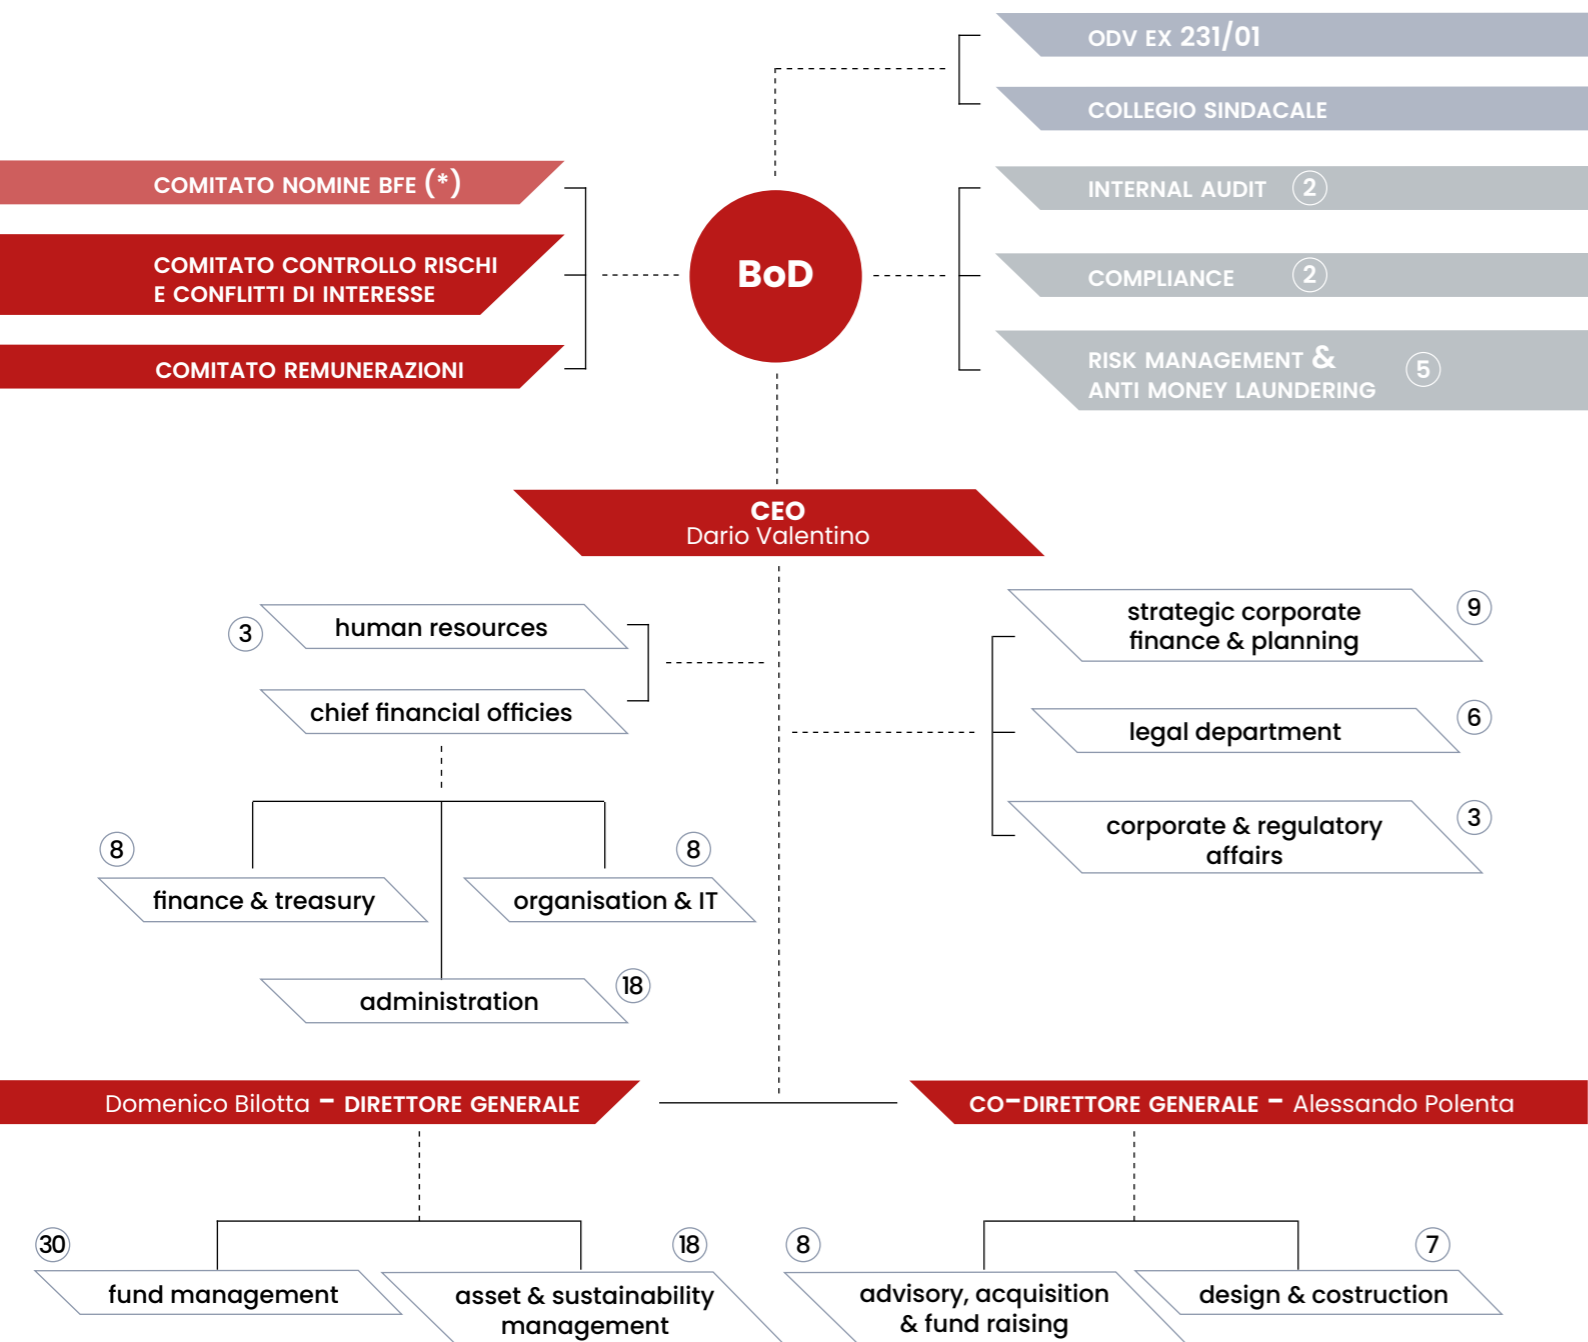 ODV EX 231/01
COLLEGIO SINDACALE
COMITATO NOMINE BFE (*)
INTERNAL AUDIT 2
COMITATO CONTROLLO RISCHI
E CONFLITTI DI INTERESSE
BoD
COMPLIANCE 2
COMITATO REMUNERAZIONI
RISK MANAGEMENT &
ANTI MONEY LAUNDERING 5
CEO
Dario Valentino
3 human resources
chief financial officies
strategic corporate
finance & planning 9
legal department 6
corporate & regulatory
affairs 3
8 finance & treasury
8 organisation & IT
administration 18
Domenico Bilotta – DIRETTORE GENERALE
CO–DIRETTORE GENERALE – Alessando Polenta
30 fund management
18 asset & sustainability
management
8 advisory, acquisition
& fund raising
7 design & costruction